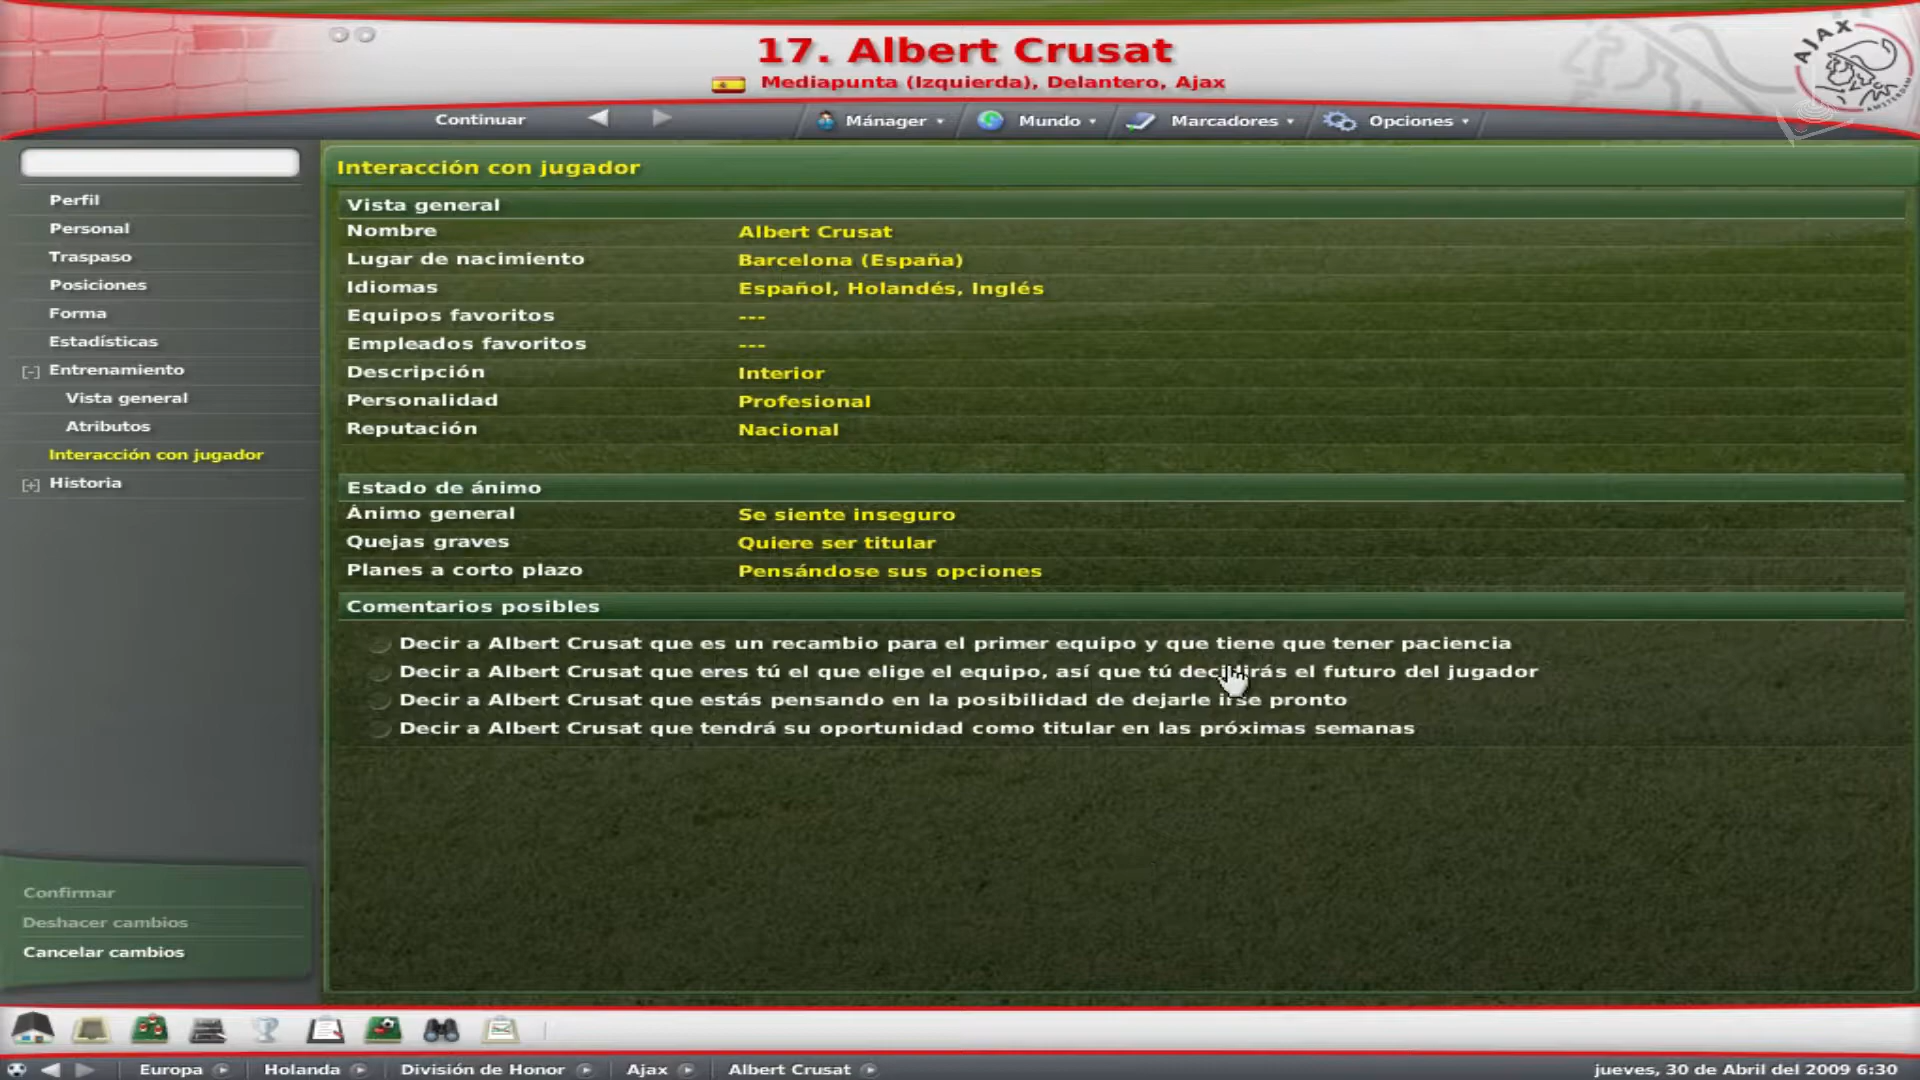 17. Albert Crusat
Mediapunta (Izquierda), Delantero, Ajax
AJAX
AMSTERDAM
Continuar
Mánager
Mundo
Marcadores
Opciones
Perfil
Personal
Traspaso
Posiciones
Forma
Estadísticas
[-] Entrenamiento
Vista general
Atributos
Interacción con jugador
[+] Historia
Confirmar
Deshacer cambios
Cancelar cambios
Interacción con jugador
Vista general
Nombre Albert Crusat
Lugar de nacimiento Barcelona (España)
Idiomas Español, Holandés, Inglés
Equipos favoritos ---
Empleados favoritos ---
Descripción Interior
Personalidad Profesional
Reputación Nacional
Estado de ánimo
Ánimo general Se siente inseguro
Quejas graves Quiere ser titular
Planes a corto plazo Pensándose sus opciones
Comentarios posibles
Decir a Albert Crusat que es un recambio para el primer equipo y que tiene que tener paciencia
Decir a Albert Crusat que eres tú el que elige el equipo, así que tú decidirás el futuro del jugador
Decir a Albert Crusat que estás pensando en la posibilidad de dejarle irse pronto
Decir a Albert Crusat que tendrá su oportunidad como titular en las próximas semanas
Europa
Holanda
División de Honor
Ajax
Albert Crusat
jueves, 30 de Abril del 2009 6:30